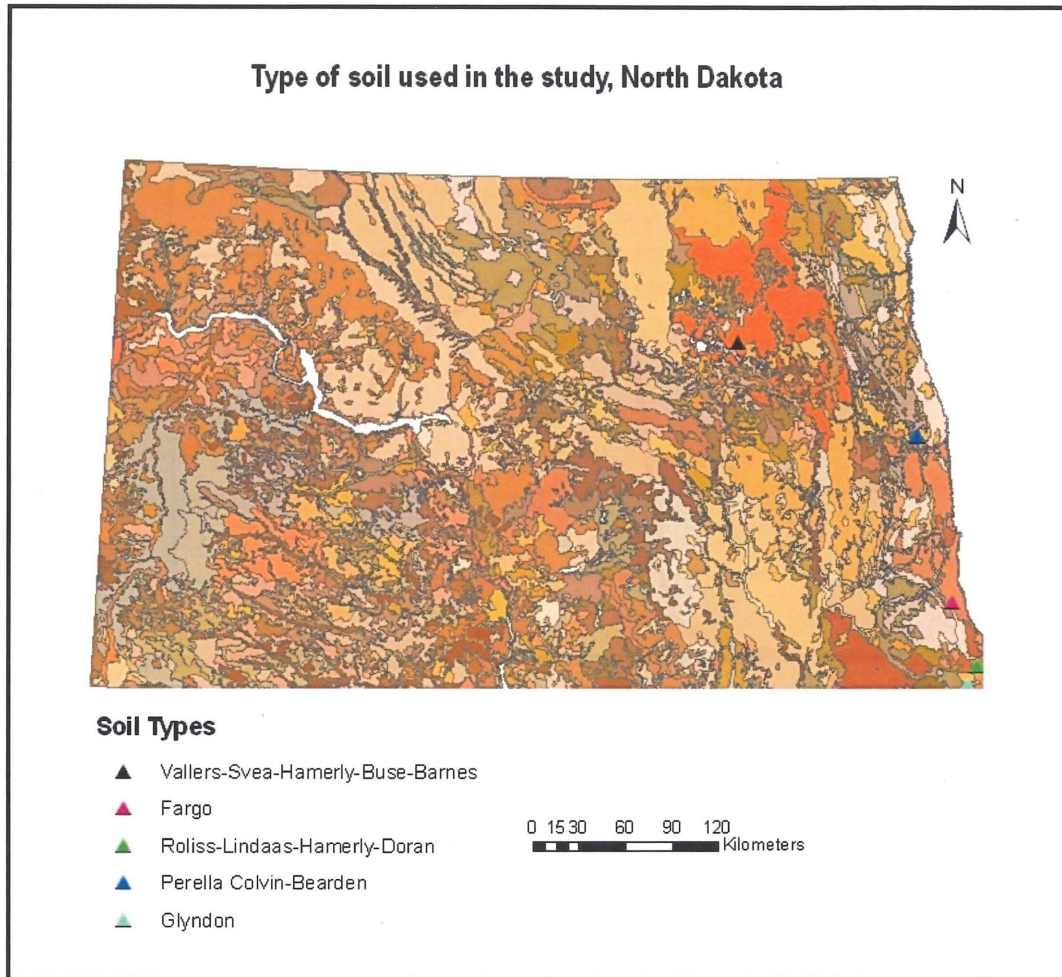 Type of soil used in the study, North Dakota
N
Soil Types
Vallers-Svea-Hamerly-Buse-Barnes
Fargo
Roliss-Lindaas-Hamerly-Doran
Perella Colvin-Bearden
Glyndon
0 15 30 60 90 120
Kilometers